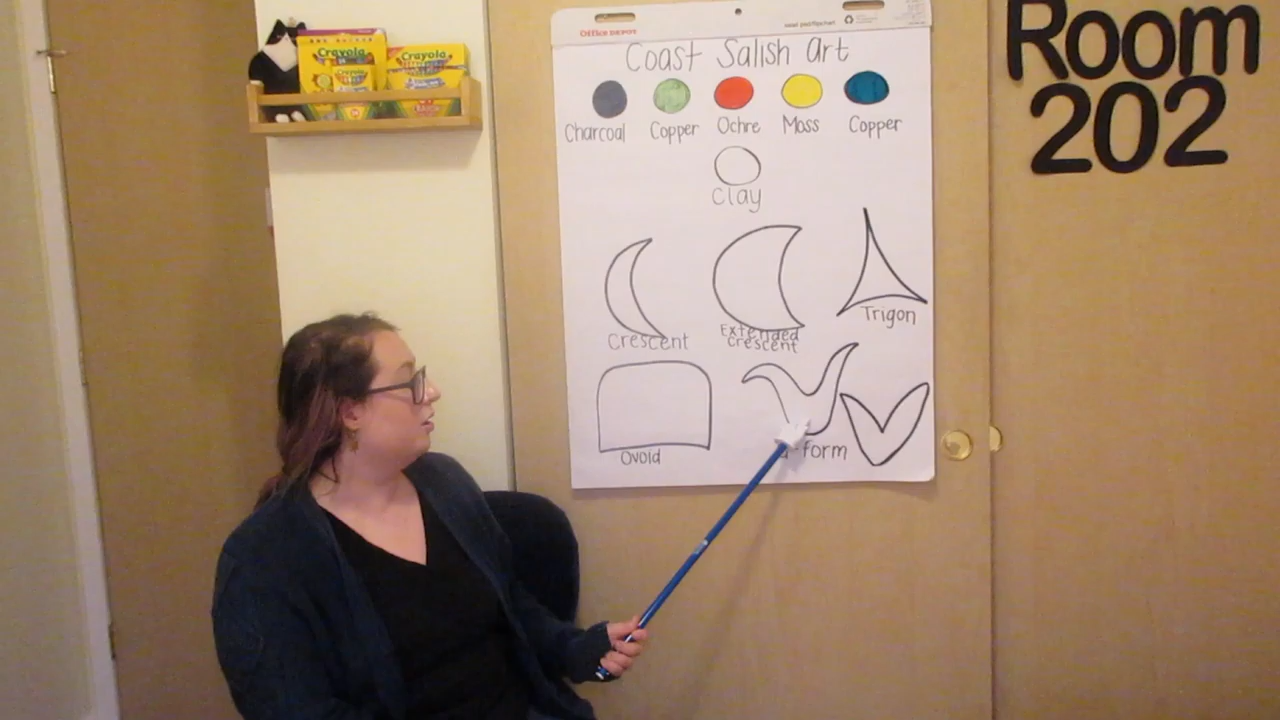 Office DEPOT
Coast Salish Art
Charcoal Copper Ochre Moss Copper
Clay
Crescent
Extended
Crescent
Trigon
Ovoid
-form
Crayola
Crayola
Crayola
Room
202